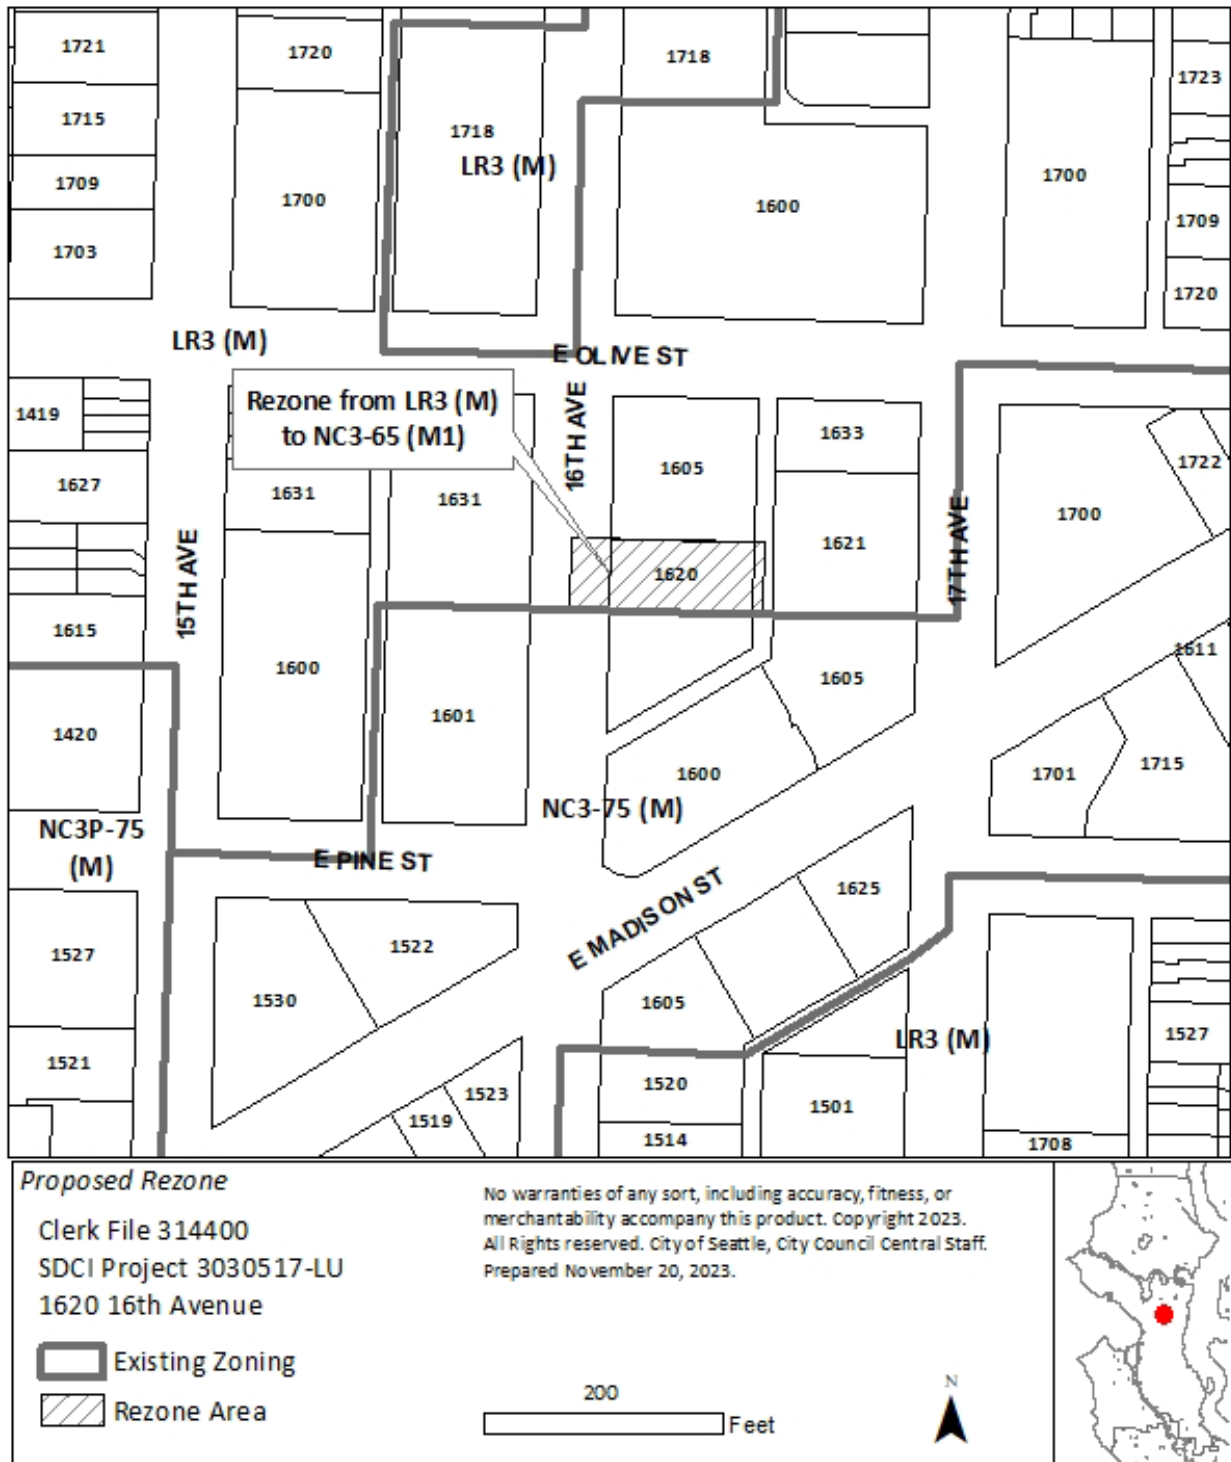 1721
1720
1718
1723
1715
1718
LR3 (M)
1709
1700
1700
1600
1709
1703
1720
LR3 (M)
E OLIVE ST
Rezone from LR3 (M)
to NC3-65 (M1)
16TH AVE
1419
1633
1722
1627
1631
1631
1605
1700
1621
17TH AVE
15TH AVE
1620
1615
1611
1600
1601
1605
1420
1600
1701
1715
NC3-75 (M)
NC3P-75
(M)
E PINE ST
E MADISON ST
1625
1527
1522
1530
1605
LR3 (M)
1527
1521
1520
1523
1519
1501
1514
1708
Proposed Rezone
Clerk File 314400
SDCI Project 3030517-LU
1620 16th Avenue
Existing Zoning
Rezone Area
No warranties of any sort, including accuracy, fitness, or
merchantability accompany this product. Copyright 2023.
All Rights reserved. City of Seattle, City Council Central Staff.
Prepared November 20, 2023.
200
Feet
N